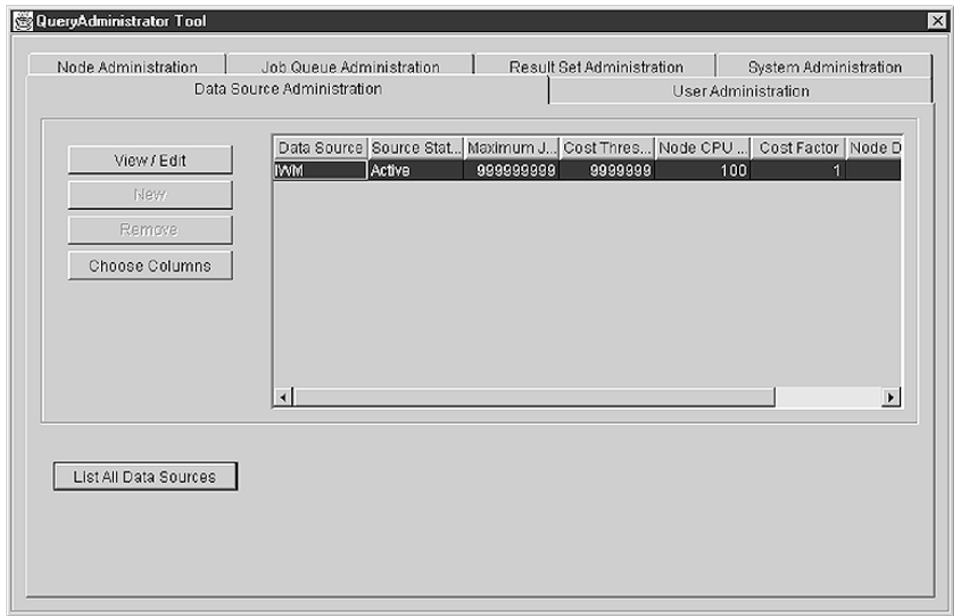 QueryAdministrator Tool
Node Administration Job Queue Administration Result Set Administration System Administration
Data Source Administration User Administration
Data Source Source Stat... Maximum J... Cost Thres... Node CPU ... Cost Factor Node D
IWM Active 999999999 9999999 100 1
View / Edit
New
Remove
Choose Columns
List All Data Sources